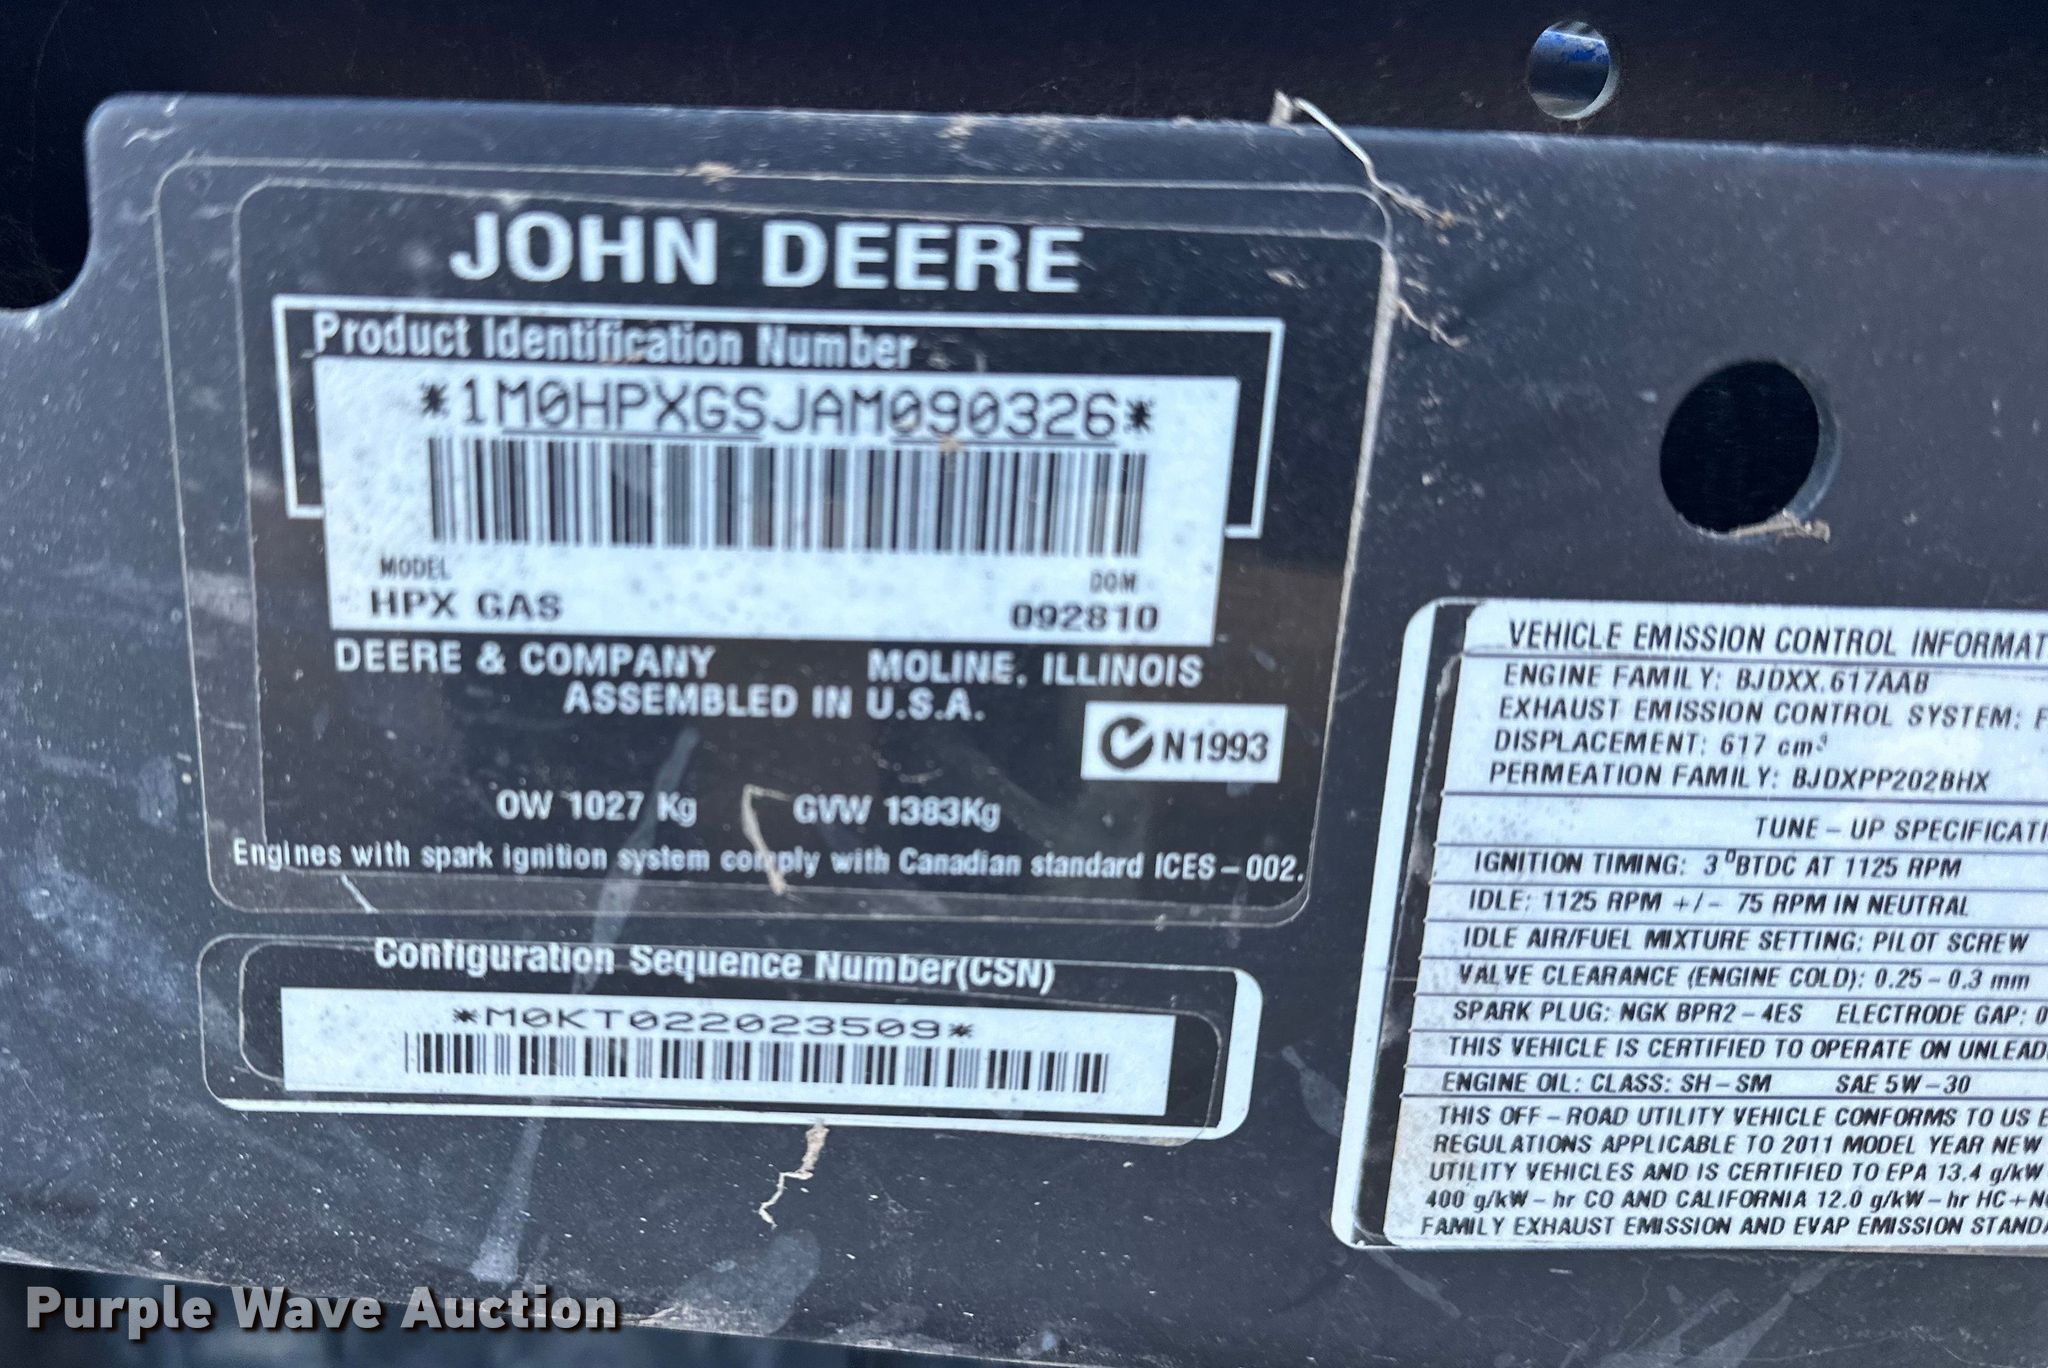 JOHN DEERE
Product Identification Number
*1M0HPXGSJAM090326*
MODEL DOM
HPX GAS 092810
DEERE & COMPANY MOLINE, ILLINOIS
ASSEMBLED IN U.S.A.
N1993
OW 1027 Kg GVW 1383Kg
Engines with spark ignition system comply with Canadian standard ICES-002.
Configuration Sequence Number(CSN)
*M0KT022023509*
VEHICLE EMISSION CONTROL INFORMAT
ENGINE FAMILY: BJDXX.617AAB
EXHAUST EMISSION CONTROL SYSTEM: F
DISPLACEMENT: 617 cm³
PERMEATION FAMILY: BJDXPP202BHX
TUNE-UP SPECIFICATI
IGNITION TIMING: 3 ⁰BTDC AT 1125 RPM
IDLE: 1125 RPM +/- 75 RPM IN NEUTRAL
IDLE AIR/FUEL MIXTURE SETTING: PILOT SCREW
VALVE CLEARANCE (ENGINE COLD): 0.25-0.3 mm
SPARK PLUG: NGK BPR2-4ES ELECTRODE GAP: 0
THIS VEHICLE IS CERTIFIED TO OPERATE ON UNLEAD
ENGINE OIL: CLASS: SH-SM SAE 5W-30
THIS OFF-ROAD UTILITY VEHICLE CONFORMS TO US E
REGULATIONS APPLICABLE TO 2011 MODEL YEAR NEW
UTILITY VEHICLES AND IS CERTIFIED TO EPA 13.4 g/kW
400 g/kW-hr CO AND CALIFORNIA 12.0 g/kW-hr HC+N
FAMILY EXHAUST EMISSION AND EVAP EMISSION STANDA
Purple Wave Auction